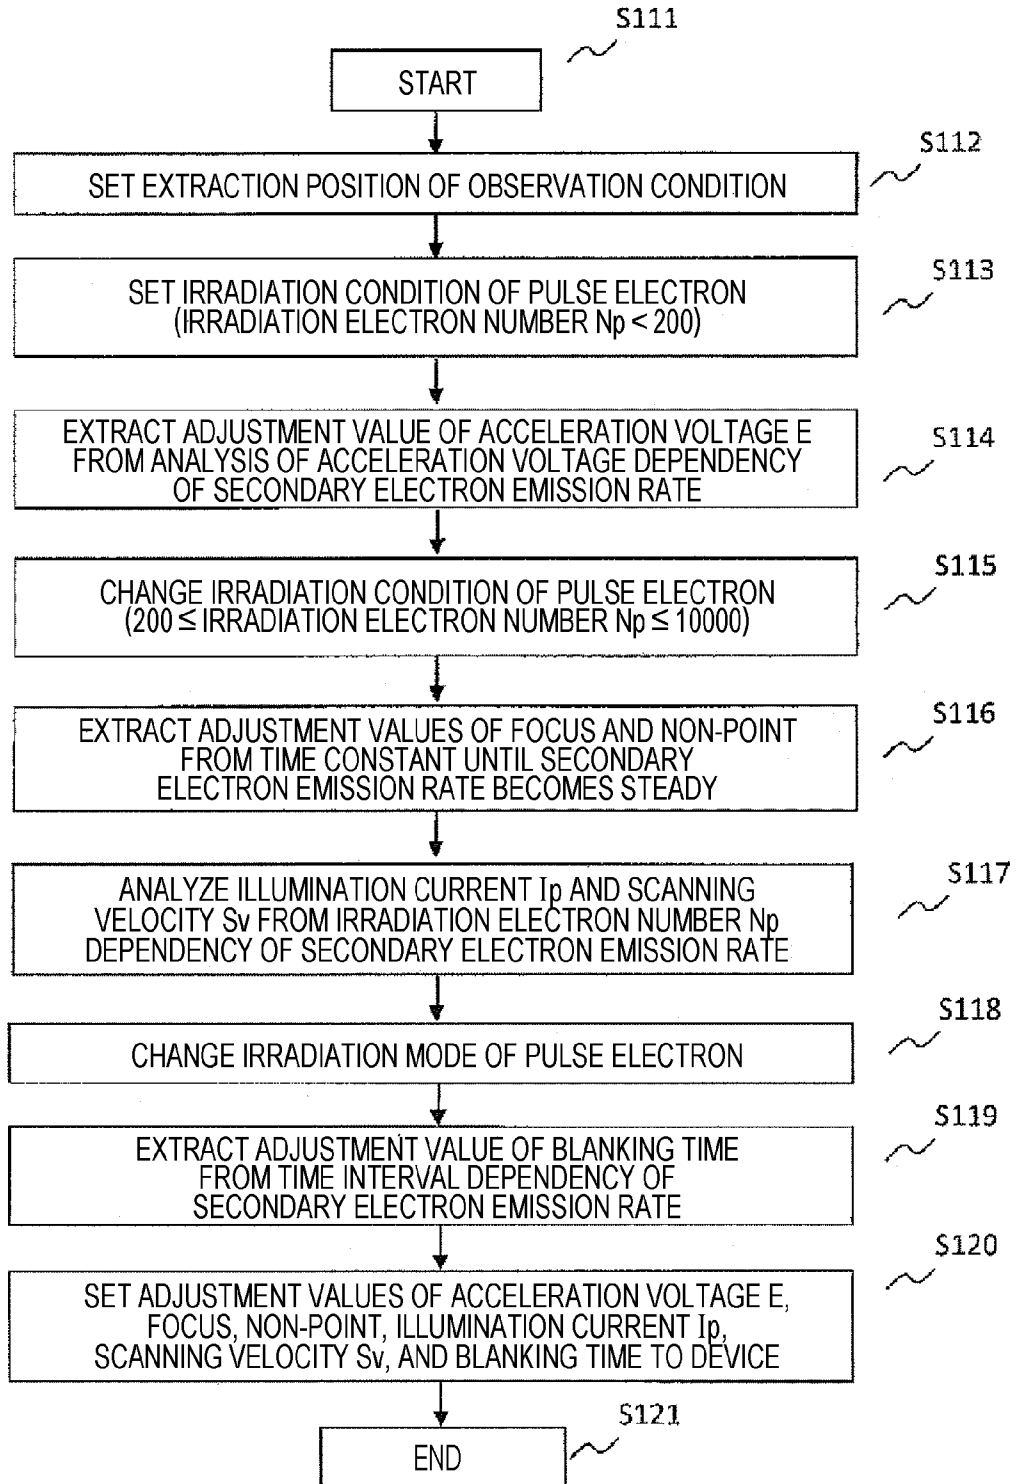 S111
START
S112
SET EXTRACTION POSITION OF OBSERVATION CONDITION
S113
SET IRRADIATION CONDITION OF PULSE ELECTRON
(IRRADIATION ELECTRON NUMBER Np < 200)
S114
EXTRACT ADJUSTMENT VALUE OF ACCELERATION VOLTAGE E
FROM ANALYSIS OF ACCELERATION VOLTAGE DEPENDENCY
OF SECONDARY ELECTRON EMISSION RATE
S115
CHANGE IRRADIATION CONDITION OF PULSE ELECTRON
(200 ≤ IRRADIATION ELECTRON NUMBER Np ≤ 10000)
S116
EXTRACT ADJUSTMENT VALUES OF FOCUS AND NON-POINT
FROM TIME CONSTANT UNTIL SECONDARY
ELECTRON EMISSION RATE BECOMES STEADY
S117
ANALYZE ILLUMINATION CURRENT Ip AND SCANNING
VELOCITY Sv FROM IRRADIATION ELECTRON NUMBER Np
DEPENDENCY OF SECONDARY ELECTRON EMISSION RATE
S118
CHANGE IRRADIATION MODE OF PULSE ELECTRON
S119
EXTRACT ADJUSTMENT VALUE OF BLANKING TIME
FROM TIME INTERVAL DEPENDENCY OF
SECONDARY ELECTRON EMISSION RATE
S120
SET ADJUSTMENT VALUES OF ACCELERATION VOLTAGE E,
FOCUS, NON-POINT, ILLUMINATION CURRENT Ip,
SCANNING VELOCITY Sv, AND BLANKING TIME TO DEVICE
S121
END